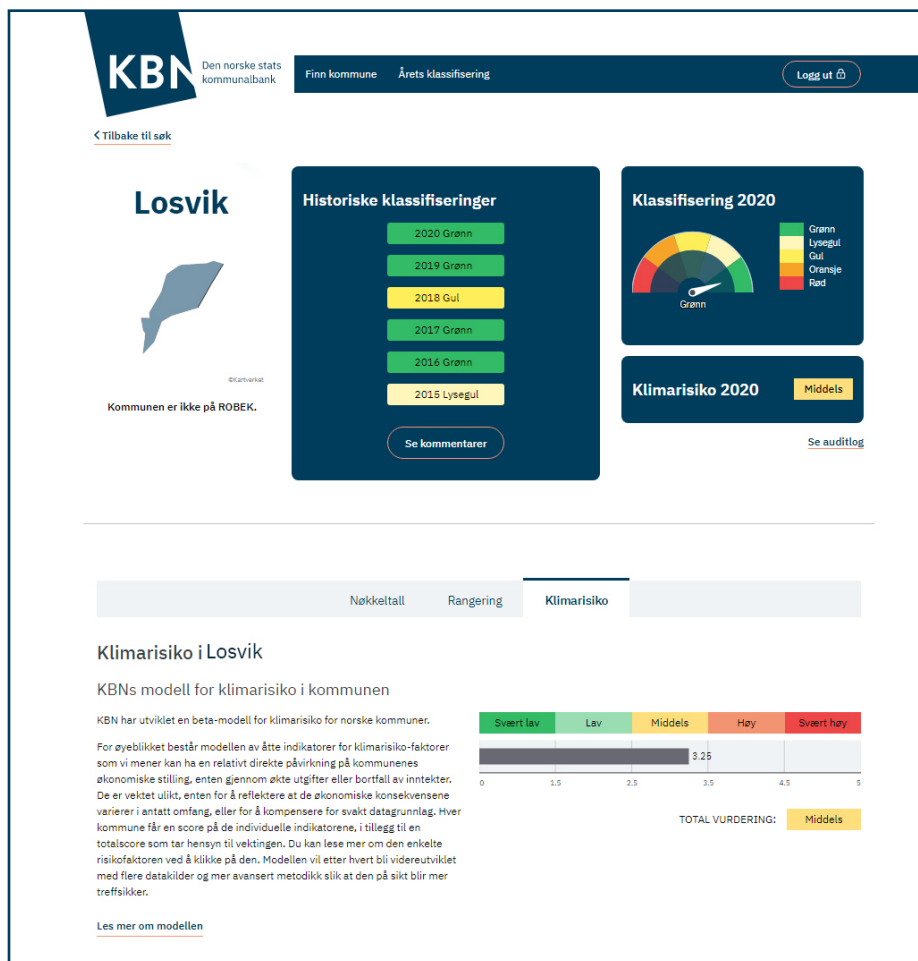 KBN
Den norske stats
kommunalbank
Finn kommune
Årets klassifisering
Logg ut
Tilbake til søk
Losvik
©Kartverket
Kommunen er ikke på ROBEK.
Historiske klassifiseringer
2020 Grønn
2019 Grønn
2018 Gul
2017 Grønn
2016 Grønn
2015 Lysegul
Se kommentarer
Klassifisering 2020
Grønn
Grønn
Lysegul
Gul
Oransje
Rød
Klimarisiko 2020
Middels
Se auditlog
Nøkkeltall
Rangering
Klimarisiko
Klimarisiko i Losvik
KBNs modell for klimarisiko i kommunen
KBN har utviklet en beta-modell for klimarisiko for norske kommuner.
For øyeblikket består modellen av åtte indikatorer for klimarisiko-faktorer
som vi mener kan ha en relativt direkte påvirkning på kommunenes
økonomiske stilling, enten gjennom økte utgifter eller bortfall av inntekter.
De er vektet ulikt, enten for å reflektere at de økonomiske konsekvensene
varierer i antatt omfang, eller for å kompensere for svakt datagrunnlag. Hver
kommune får en score på de individuelle indikatorene, i tillegg til en
totalscore som tar hensyn til vektingen. Du kan lese mer om den enkelte
risikofaktoren ved å klikke på den. Modellen vil etter hvert bli videreutviklet
med flere datakilder og mer avansert metodikk slik at den på sikt blir mer
treffsikker.
Les mer om modellen
Svært lav
Lav
Middels
Høy
Svært høy
3.25
0
1.5
2.5
3.5
4.5
5
TOTAL VURDERING:
Middels